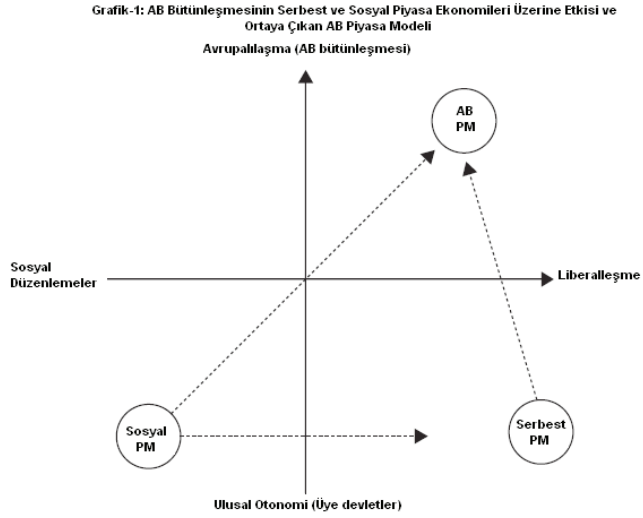 Grafik-1: AB Bütünleşmesinin Serbest ve Sosyal Piyasa Ekonomileri Üzerine Etkisi ve
Ortaya Çıkan AB Piyasa Modeli
Avrupalılaşma (AB bütünleşmesi)
AB
PM
Sosyal
Düzenlemeler
Liberalleşme
Sosyal
PM
Serbest
PM
Ulusal Otonomi (Üye devletler)